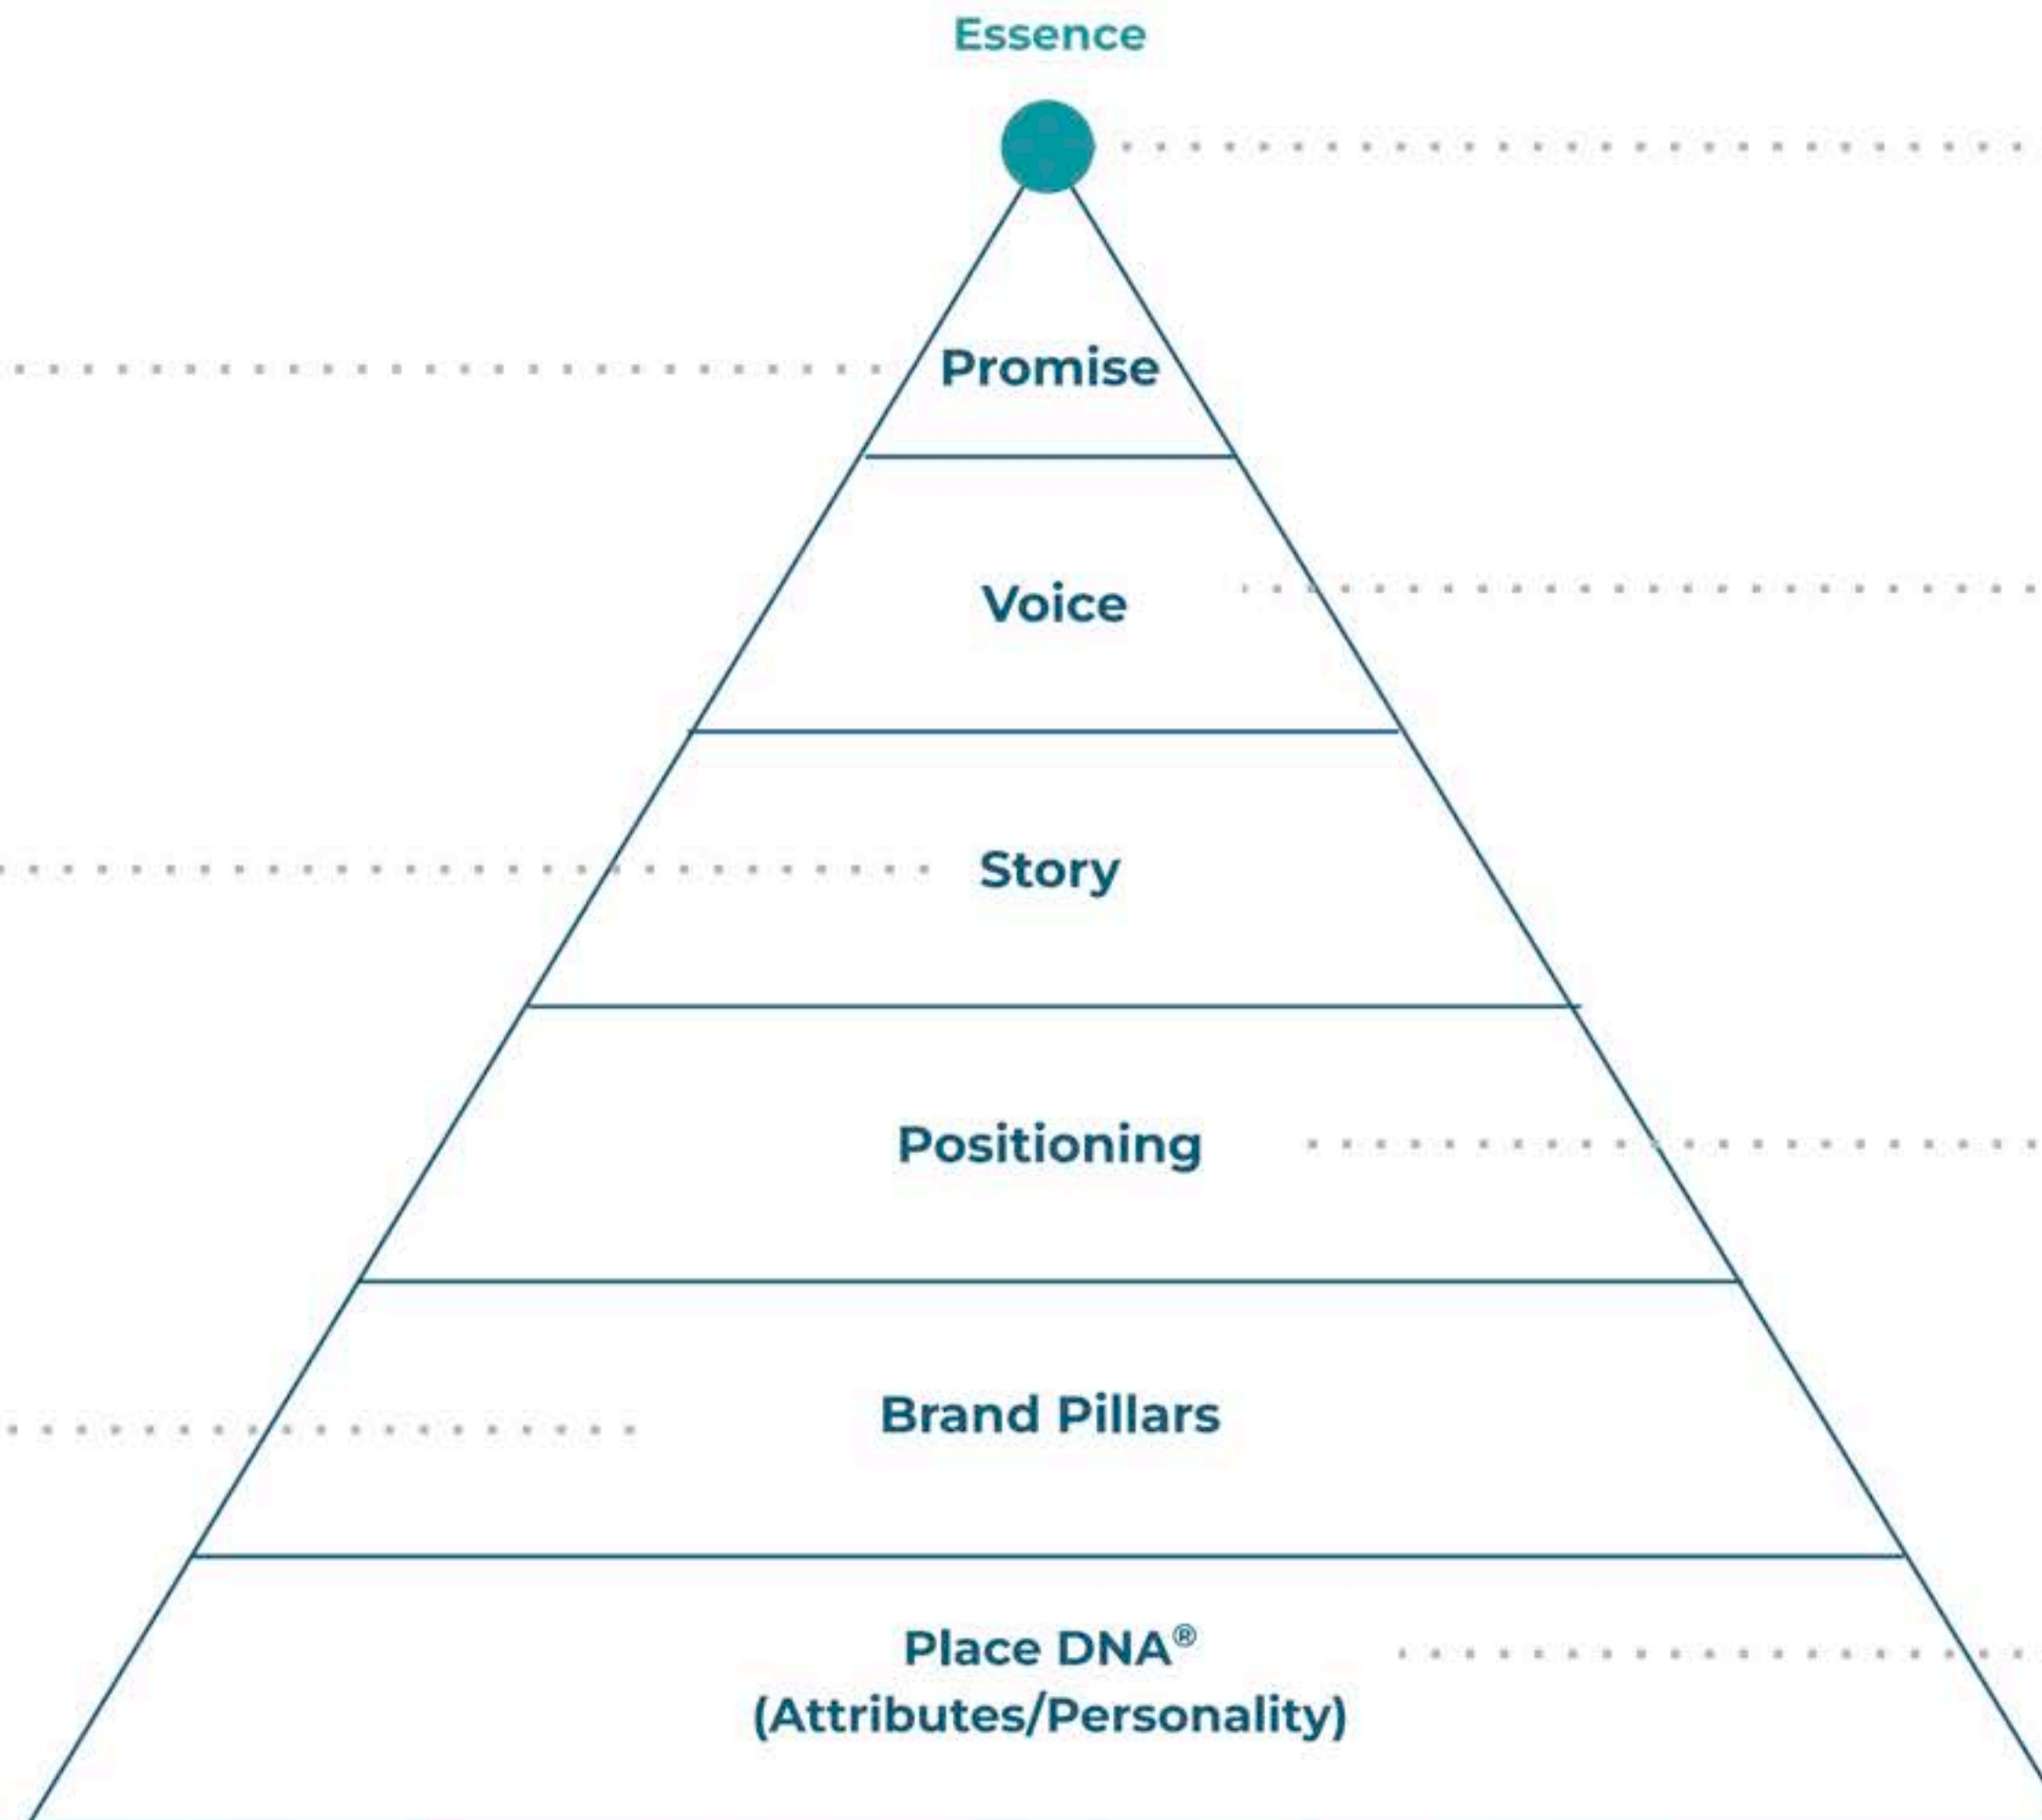 Essence
Promise
Voice
Story
Positioning
Brand Pillars
Place DNA®
(Attributes/Personality)